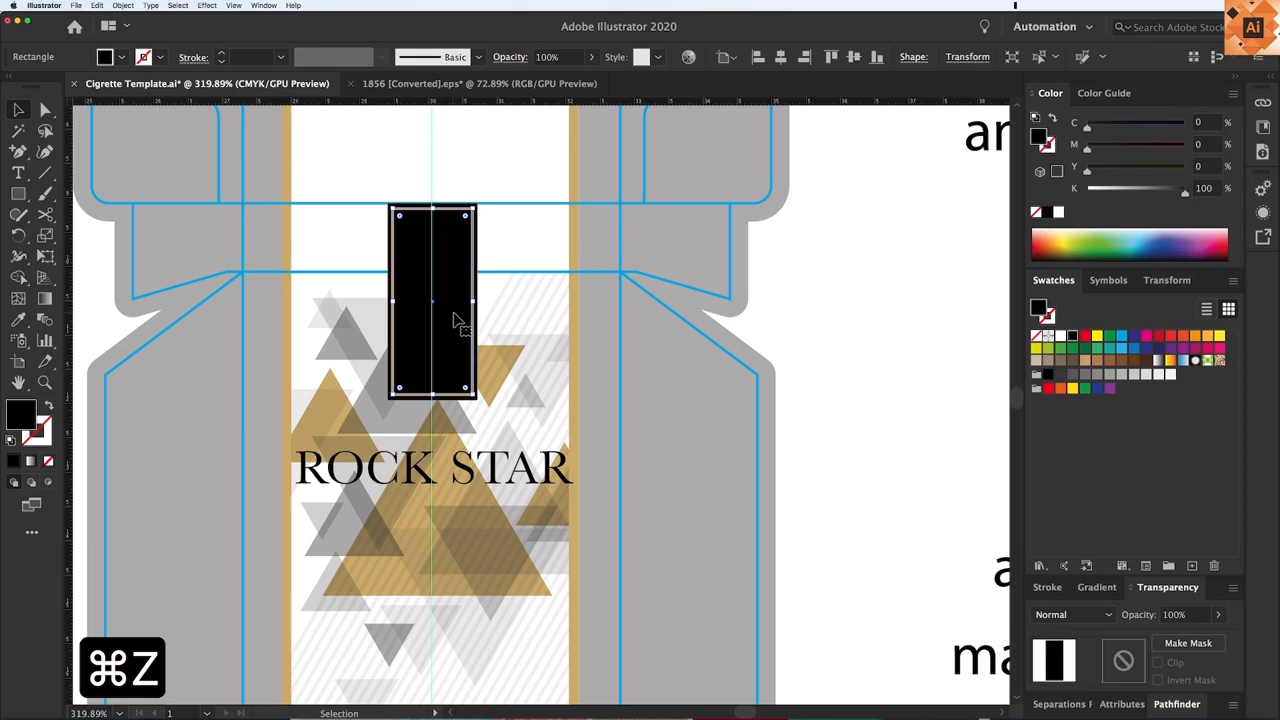 Illustrator File Edit Object Type Select Effect View Window Help
Adobe Illustrator 2020
Automation
Search Adobe Stock
Ai
Rectangle
Stroke:
Basic
Opacity: 100%
Style:
Shape:
Transform
× Cigrette Template.ai* @ 319.89% (CMYK/GPU Preview)
× 1856 [Converted].eps* @ 72.89% (RGB/GPU Preview)
Color Color Guide
C 0 %
M 0 %
Y 0 %
K 100 %
Swatches Symbols Transform
ar
ROCK STAR
a
ma
Stroke Gradient Transparency
Normal
Opacity: 100%
Make Mask
Clip
Invert Mask
Separations P Attributes Pathfinder
⌘Z
319.89%
1
Selection